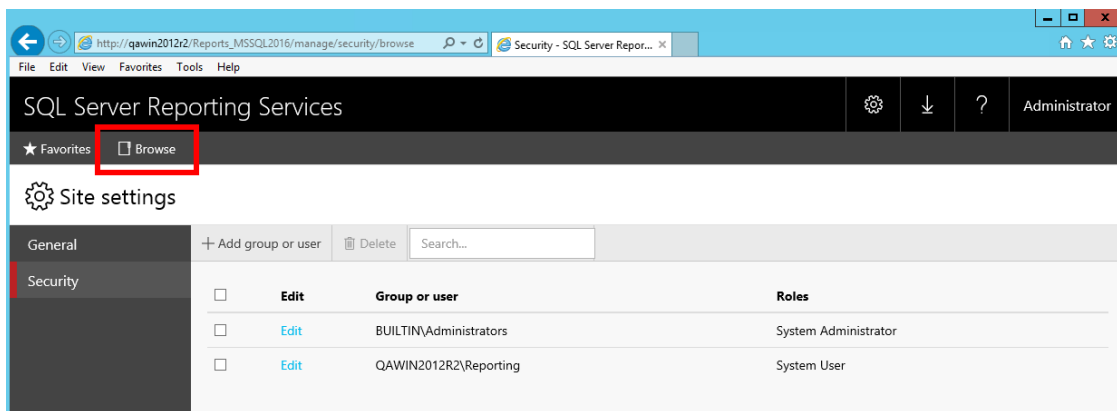 http://qawin2012r2/Reports_MSSQL2016/manage/security/browse
Security - SQL Server Repor...
File Edit View Favorites Tools Help
SQL Server Reporting Services
Administrator
Favorites Browse
Site settings
General
Add group or user Delete Search...
Security
Edit Group or user Roles
Edit BUILTIN\Administrators System Administrator
Edit QAWIN2012R2\Reporting System User